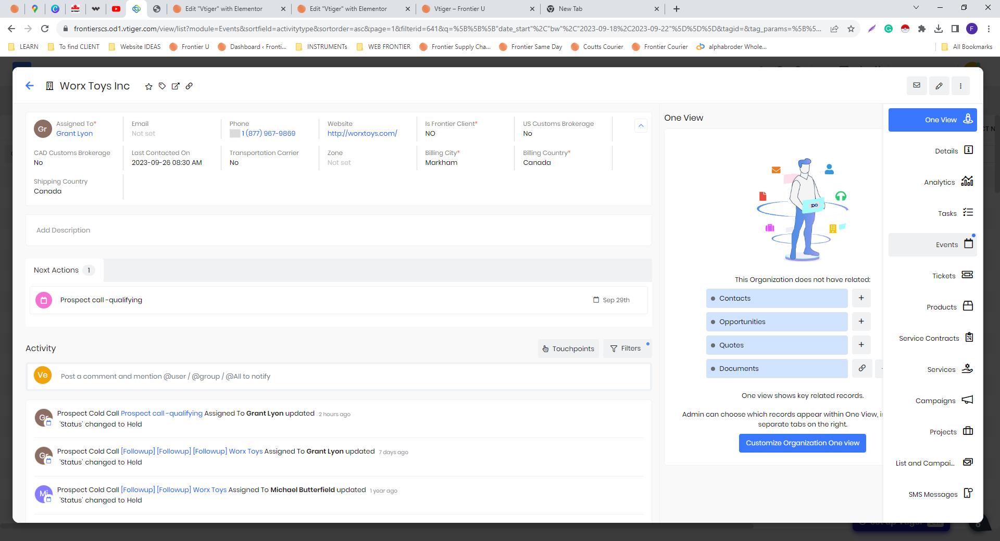 Edit "Vtiger" with Elementor
Edit "Vtiger" with Elementor
Vtiger – Frontier U
New Tab
frontierscs.od1.vtiger.com/view/list?module=Events&sortfield=activitytype&sortorder=asc&page=1&filterid=641&q=%5B%5B%5B"date_start"%2C"bw"%2C"2023-09-18%2C2023-09-22"%5D%5D%5D&tagid=&tag_params=%5B%5...
F
LEARN
To find CLIENT
Website IDEAS
Frontier U
Dashboard ‹ Fronti...
INSTRUMENTs
WEB FRONTIER
Frontier Supply Cha...
Frontier Same Day
Coutts Courier
Frontier Courier
alphabroder Whole...
All Bookmarks
Worx Toys Inc
Gr
Assigned To*
Grant Lyon
Email
Not set
Phone
1 (877) 967-9869
Website
http://worxtoys.com/
Is Frontier Client*
NO
US Customs Brokerage
No
CAD Customs Brokerage
No
Last Contacted On
2023-09-26 08:30 AM
Transportation Carrier
No
Zone
Not set
Billing City*
Markham
Billing Country*
Canada
Shipping Country
Canada
Add Description
Next Actions 1
Prospect call -qualifying
Sep 29th
Activity
Touchpoints
Filters
Ve
Post a comment and mention @user / @group / @All to notify
Gr
Prospect Cold Call Prospect call -qualifying Assigned To Grant Lyon updated 2 hours ago
'Status' changed to Held
Gr
Prospect Cold Call [Followup] [Followup] [Followup] Worx Toys Assigned To Grant Lyon updated 7 days ago
'Status' changed to Held
Mi
Prospect Cold Call [Followup] [Followup] Worx Toys Assigned To Michael Butterfield updated 1 year ago
'Status' changed to Held
One View
DO
This Organization does not have related:
Contacts +
Opportunities +
Quotes +
Documents
One view shows key related records.
Admin can choose which records appear within One View, i
separate tabs on the right.
Customize Organization One view
One View
Details
Analytics
Tasks
Events
Tickets
Products
Service Contracts
Services
Campaigns
Projects
List and Campai...
SMS Messages
CT N